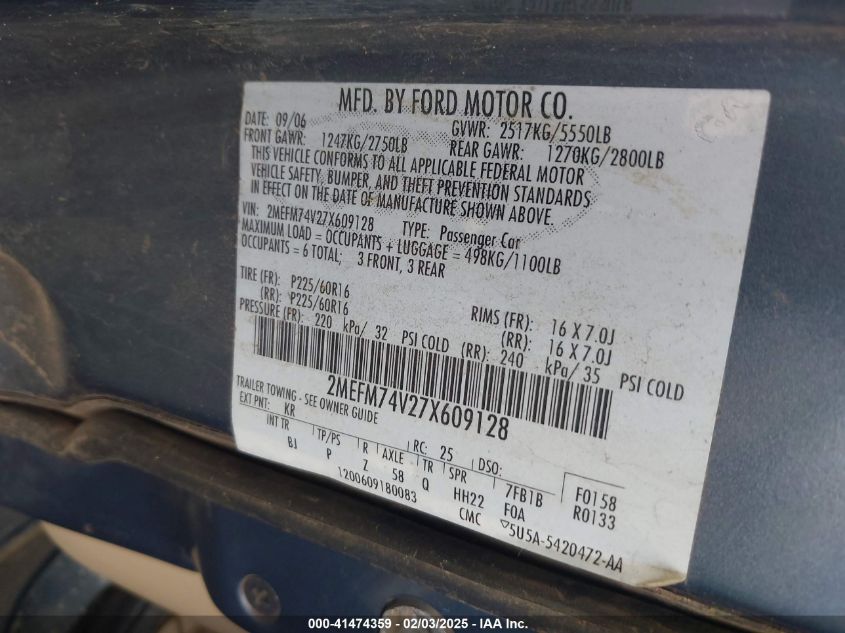 MFD. BY FORD MOTOR CO.
DATE: 09/06 GVWR: 2517KG/5550LB
FRONT GAWR: 1247KG/2750LB REAR GAWR: 1270KG/2800LB
THIS VEHICLE CONFORMS TO ALL APPLICABLE FEDERAL MOTOR
VEHICLE SAFETY, BUMPER, AND THEFT PREVENTION STANDARDS
IN EFFECT ON THE DATE OF MANUFACTURE SHOWN ABOVE.
VIN: 2MEFM74V27X609128 TYPE: Passenger Car
MAXIMUM LOAD = OCCUPANTS + LUGGAGE = 498KG/1100LB
OCCUPANTS = 6 TOTAL; 3 FRONT, 3 REAR
TIRE (FR): P225/60R16 RIMS (FR): 16 X 7.0J
(RR): P225/60R16 (RR): 16 X 7.0J
PRESSURE (FR): 220 kPa/ 32 PSI COLD (RR): 240 kPa/ 35 PSI COLD
2MEFM74V27X609128
TRAILER TOWING - SEE OWNER GUIDE
EXT PNT: KR RC: 25 DSO:
INT TR TP/PS R AXLE TR SPR 7FB1B F0158
BJ P Z 58 Q HH22 FOA R0133
1200609180083 CMC ▽5U5A-5420472-AA
000-41474359 - 02/03/2025 - IAA Inc.